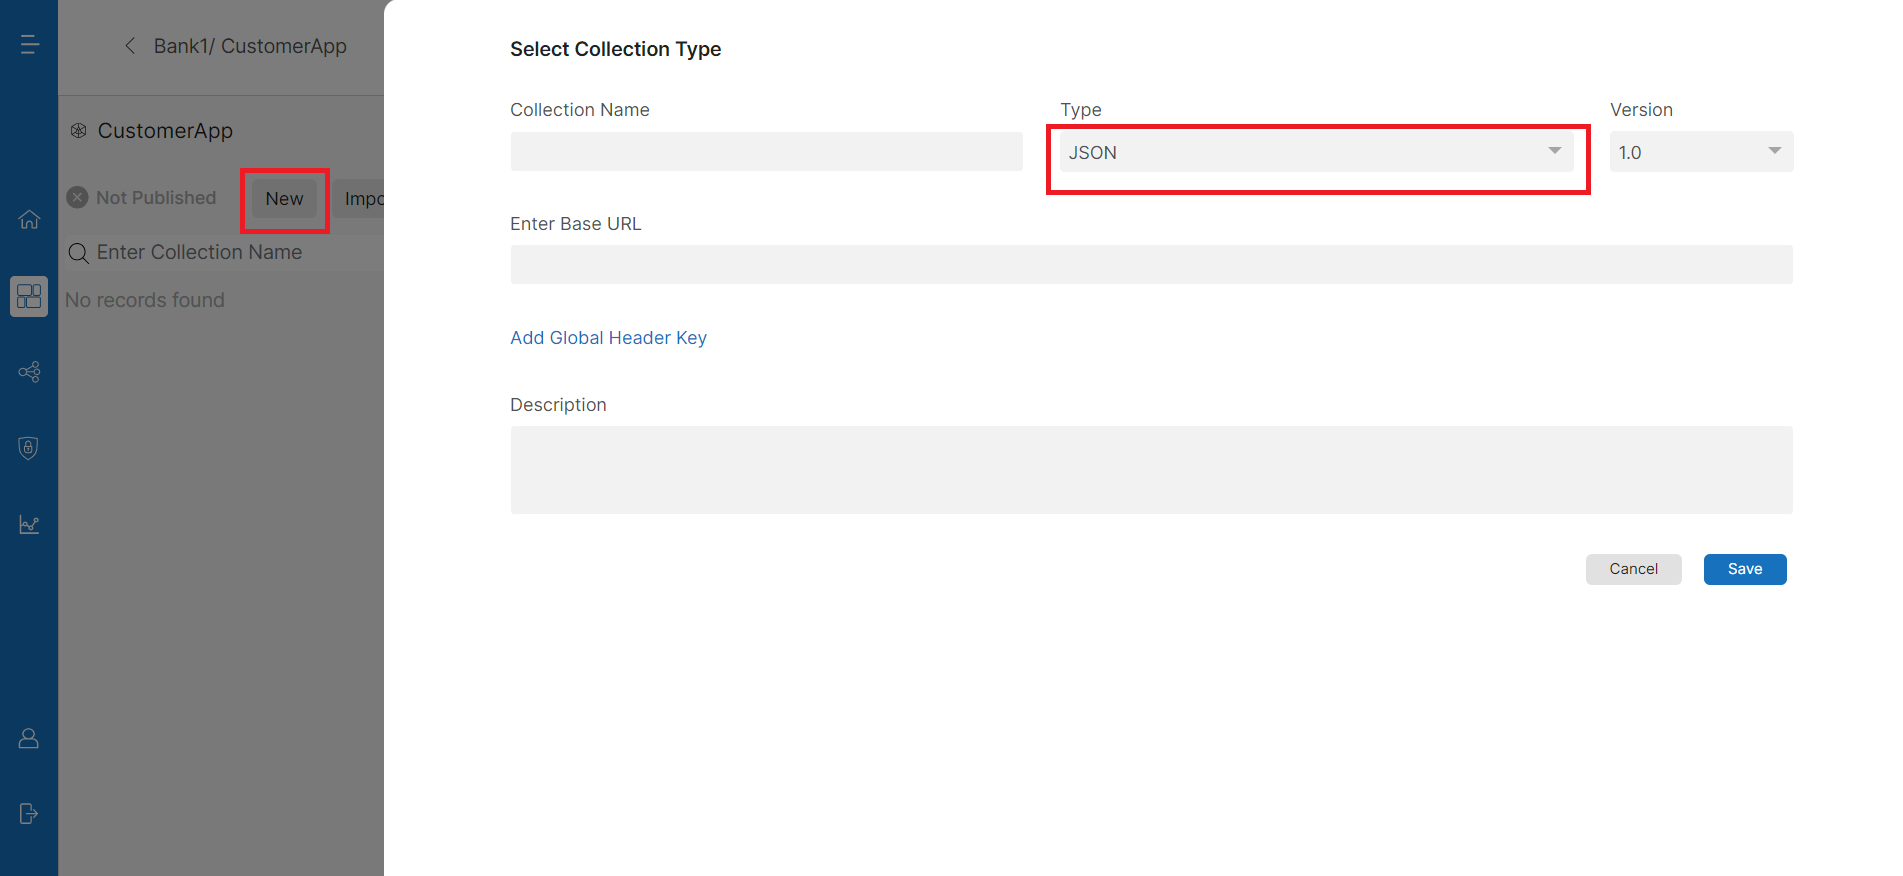 Bank1/ CustomerApp
CustomerApp
Not Published New Impo
Enter Collection Name
No records found
Select Collection Type
Collection Name Type Version
JSON 1.0
Enter Base URL
Add Global Header Key
Description
Cancel Save